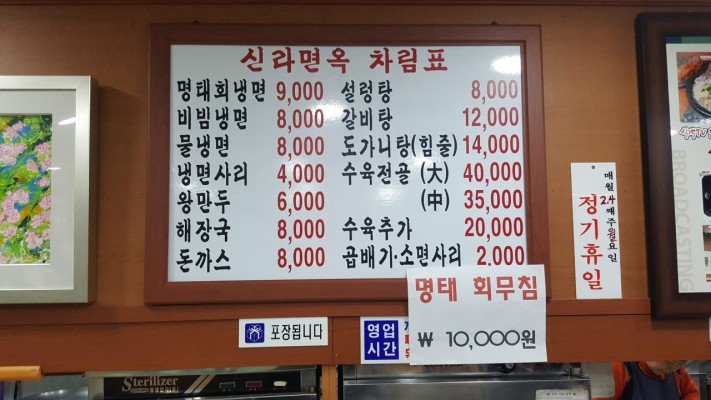 신라면옥 차림표
명태회냉면 9,000
비빔냉면 8,000
물냉면 8,000
냉면사리 4,000
왕만두 6,000
해장국 8,000
돈까스 8,000
설렁탕 8,000
갈비탕 12,000
도가니탕(힘줄) 14,000
수육전골 (大) 40,000
(中) 35,000
수육추가 20,000
곱배기·소면사리 2,000
명태 회무침
₩ 10,000원
포장됩니다
영업
시간
매월 2,4째주 월요일
정기휴일
BROADCASTING
Sterilizer